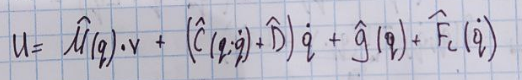 u = M̂(q)·v + (Ĉ(q,q̇)+D̂) q̇ + ĝ(q) + F̂c(q̇)